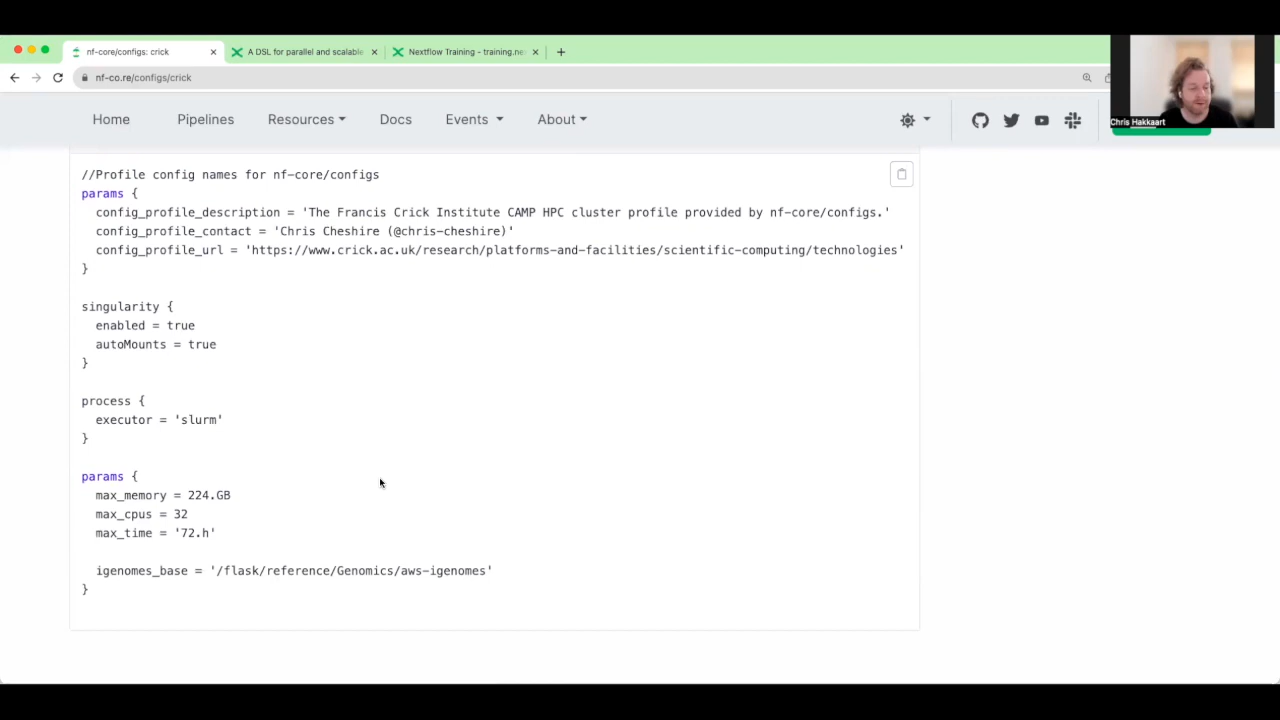 nf-core/configs: crick
A DSL for parallel and scalable
Nextflow Training - training.ne
nf-co.re/configs/crick
Chris Hakkaart
Home
Pipelines
Resources
Docs
Events
About
//Profile config names for nf-core/configs
params {
config_profile_description = 'The Francis Crick Institute CAMP HPC cluster profile provided by nf-core/configs.'
config_profile_contact = 'Chris Cheshire (@chris-cheshire)'
config_profile_url = 'https://www.crick.ac.uk/research/platforms-and-facilities/scientific-computing/technologies'
}
singularity {
enabled = true
autoMounts = true
}
process {
executor = 'slurm'
}
params {
max_memory = 224.GB
max_cpus = 32
max_time = '72.h'
igenomes_base = '/flask/reference/Genomics/aws-igenomes'
}